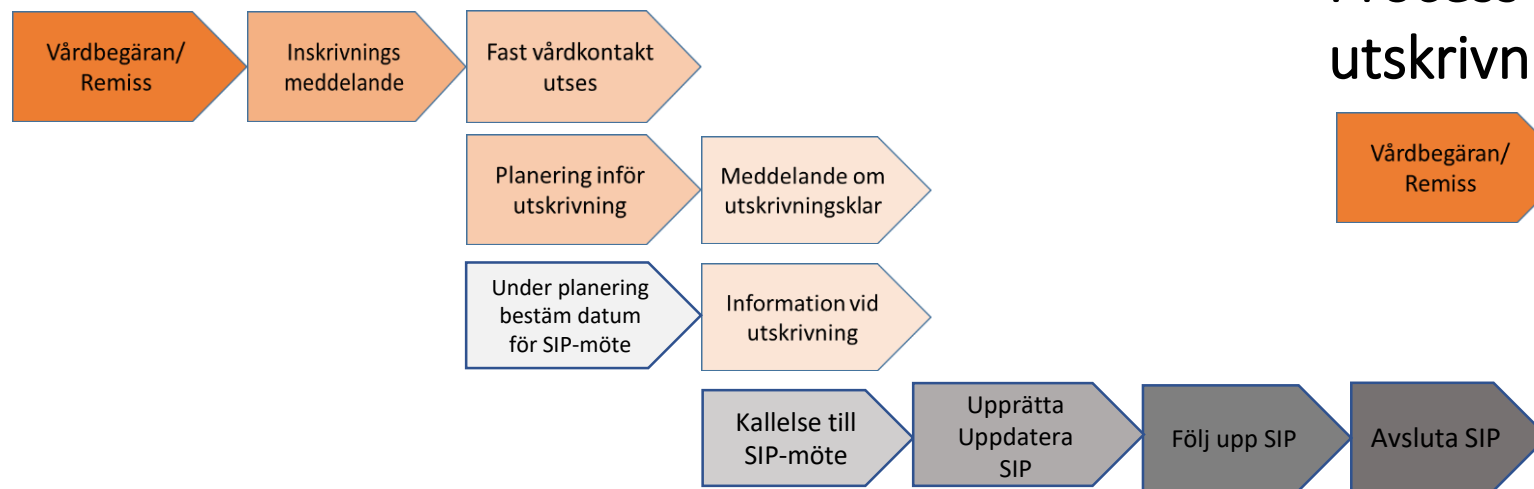 Vårdbegäran/
Remiss
Inskrivnings
meddelande
Fast vårdkontakt
utses
Planering inför
utskrivning
Meddelande om
utskrivningsklar
Under planering
bestäm datum
för SIP-möte
Information vid
utskrivning
Kallelse till
SIP-möte
Upprätta
Uppdatera
SIP
Följ upp SIP
Avsluta SIP
Process
utskrivn
Vårdbegäran/
Remiss